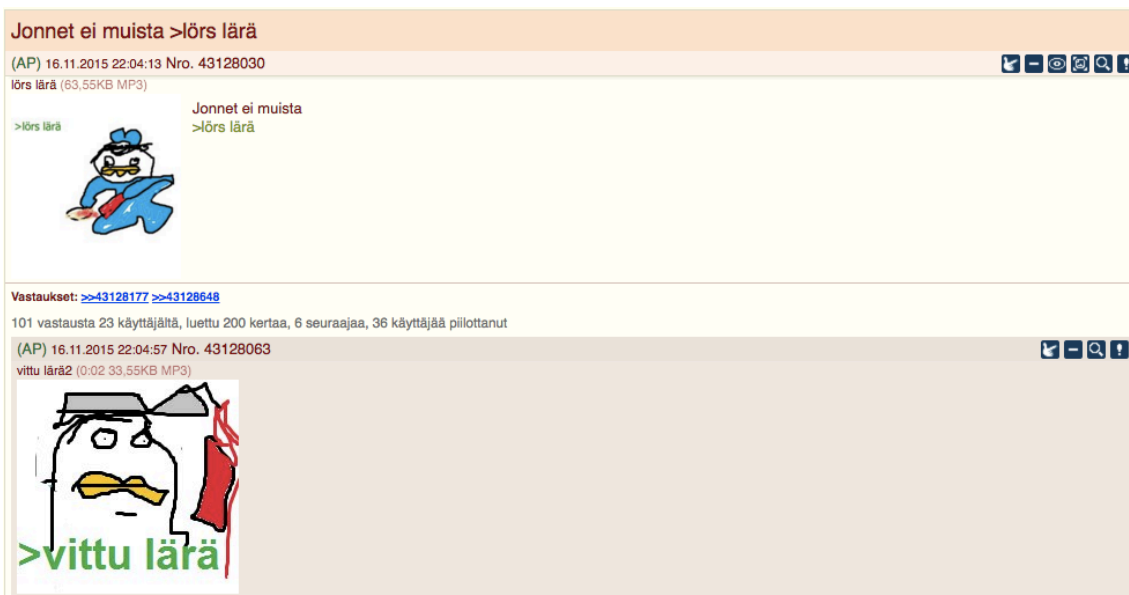 Jonnet ei muista >lörs lärä
(AP) 16.11.2015 22:04:13 Nro. 43128030
lörs lärä (63,55KB MP3)
>lörs lärä
Jonnet ei muista
>lörs lärä
Vastaukset: >>43128177 >>43128648
101 vastausta 23 käyttäjältä, luettu 200 kertaa, 6 seuraajaa, 36 käyttäjää piilottanut
(AP) 16.11.2015 22:04:57 Nro. 43128063
vittu lärä2 (0:02 33,55KB MP3)
>vittu lärä